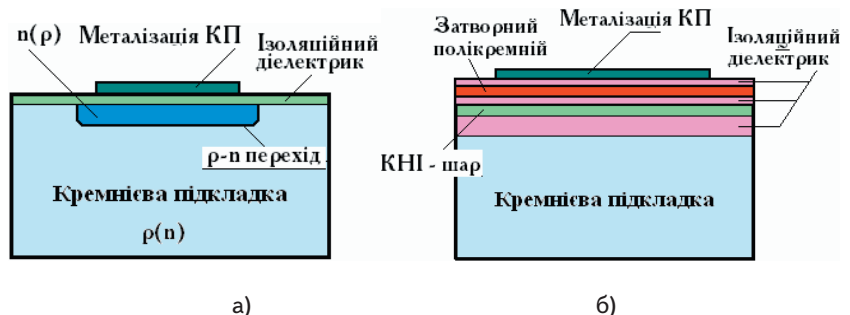 n(ρ)
Металізація КП
Ізоляційний
діелектрик
ρ-n перехід
Кремнієва підкладка
ρ(n)
а)
Металізація КП
Затворний
полікремній
Ізоляційний
діелектрик
КНІ - шар
Кремнієва підкладка
б)